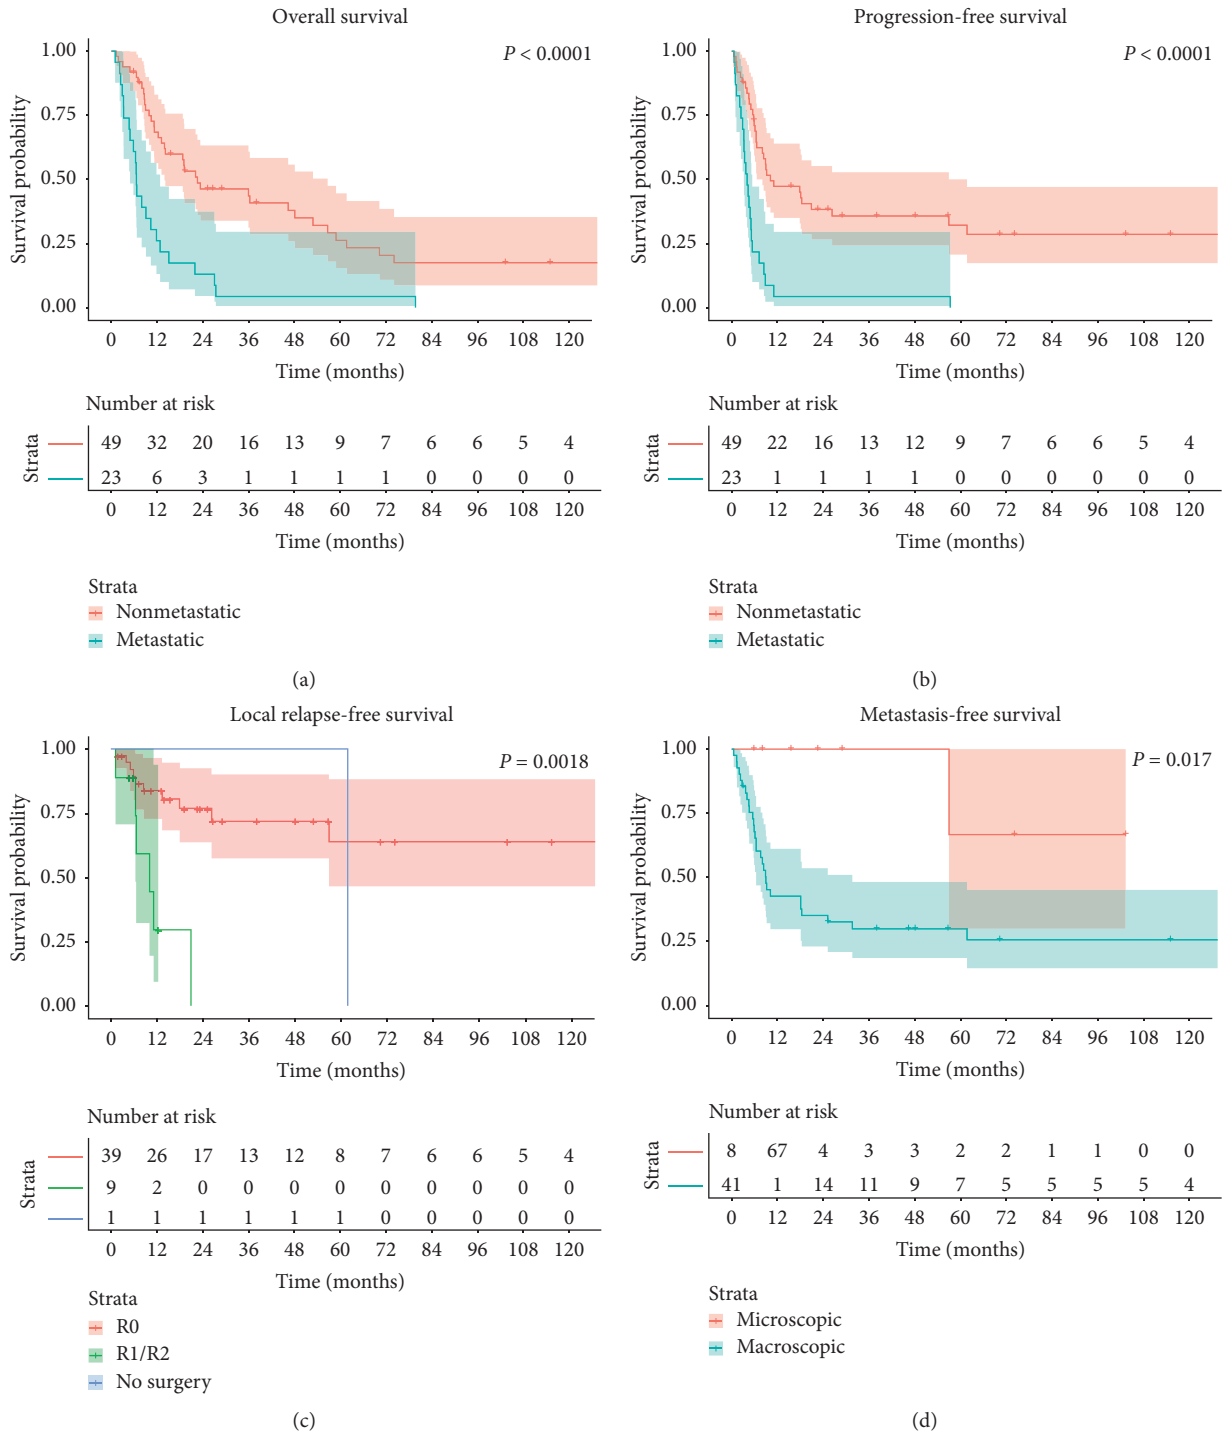 Overall survival
P < 0.0001
Survival probability
1.00
0.75
0.50
0.25
0.00
0 12 24 36 48 60 72 84 96 108 120
Time (months)
Number at risk
Strata
49 32 20 16 13 9 7 6 6 5 4
23 6 3 1 1 1 1 0 0 0 0
0 12 24 36 48 60 72 84 96 108 120
Time (months)
Strata
Nonmetastatic
Metastatic
(a)
Progression-free survival
P < 0.0001
Survival probability
1.00
0.75
0.50
0.25
0.00
0 12 24 36 48 60 72 84 96 108 120
Time (months)
Number at risk
Strata
49 22 16 13 12 9 7 6 6 5 4
23 1 1 1 1 0 0 0 0 0 0
0 12 24 36 48 60 72 84 96 108 120
Time (months)
Strata
Nonmetastatic
Metastatic
(b)
Local relapse-free survival
P = 0.0018
Survival probability
1.00
0.75
0.50
0.25
0.00
0 12 24 36 48 60 72 84 96 108 120
Time (months)
Number at risk
Strata
39 26 17 13 12 8 7 6 6 5 4
9 2 0 0 0 0 0 0 0 0 0
1 1 1 1 1 1 0 0 0 0 0
0 12 24 36 48 60 72 84 96 108 120
Time (months)
Strata
R0
R1/R2
No surgery
(c)
Metastasis-free survival
P = 0.017
Survival probability
1.00
0.75
0.50
0.25
0.00
0 12 24 36 48 60 72 84 96 108 120
Time (months)
Number at risk
Strata
8 67 4 3 3 2 2 1 1 0 0
41 1 14 11 9 7 5 5 5 5 4
0 12 24 36 48 60 72 84 96 108 120
Time (months)
Strata
Microscopic
Macroscopic
(d)